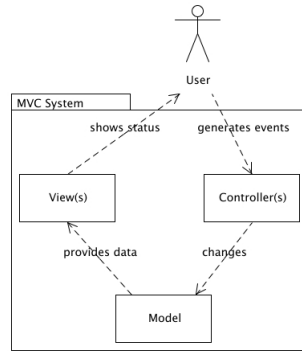 User
MVC System
shows status
generates events
View(s)
Controller(s)
provides data
changes
Model